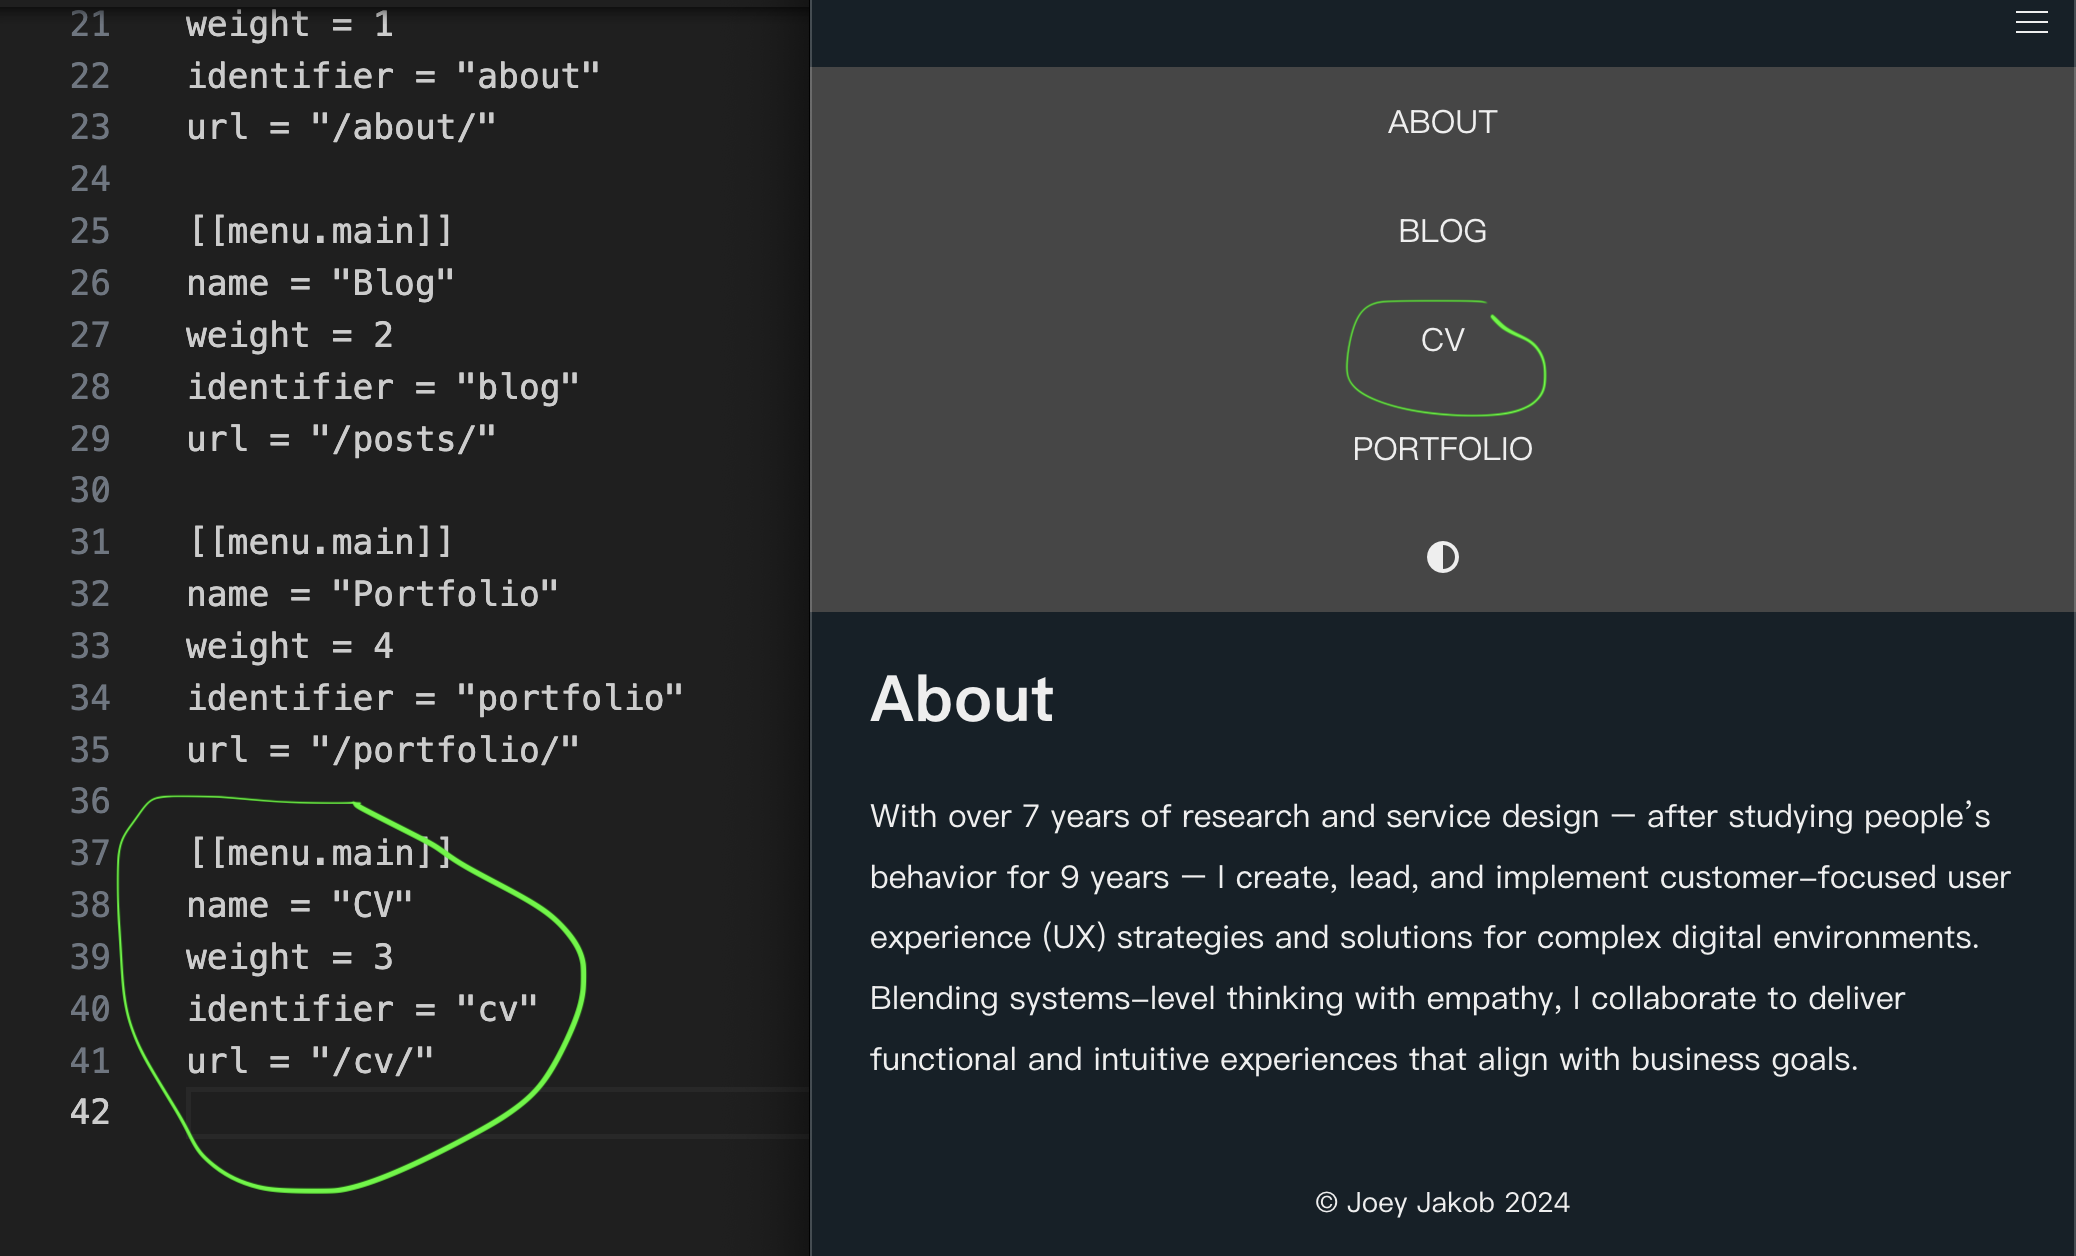 21 weight = 1
22 identifier = "about"
23 url = "/about/"
24
25 [[menu.main]]
26 name = "Blog"
27 weight = 2
28 identifier = "blog"
29 url = "/posts/"
30
31 [[menu.main]]
32 name = "Portfolio"
33 weight = 4
34 identifier = "portfolio"
35 url = "/portfolio/"
36
37 [[menu.main]]
38 name = "CV"
39 weight = 3
40 identifier = "cv"
41 url = "/cv/"
42
ABOUT
BLOG
CV
PORTFOLIO
About
With over 7 years of research and service design — after studying people’s
behavior for 9 years — I create, lead, and implement customer-focused user
experience (UX) strategies and solutions for complex digital environments.
Blending systems-level thinking with empathy, I collaborate to deliver
functional and intuitive experiences that align with business goals.
© Joey Jakob 2024